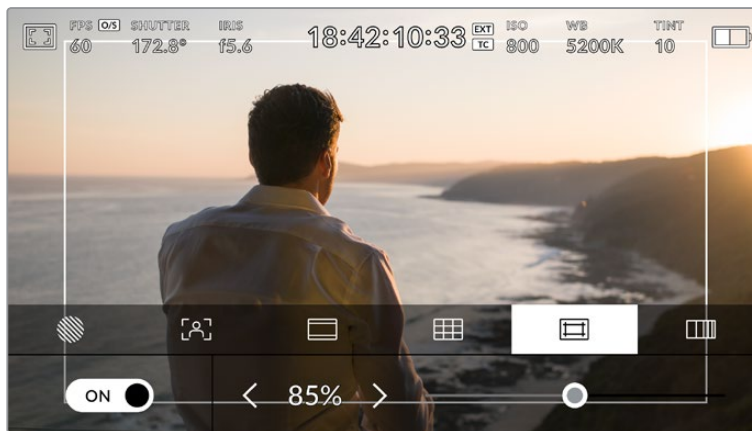 FPS O/S SHUTTER IRIS 18:42:10:33 EXT TC ISO WB TINT
60 172.8° f5.6 800 5200K 10
ON 85%